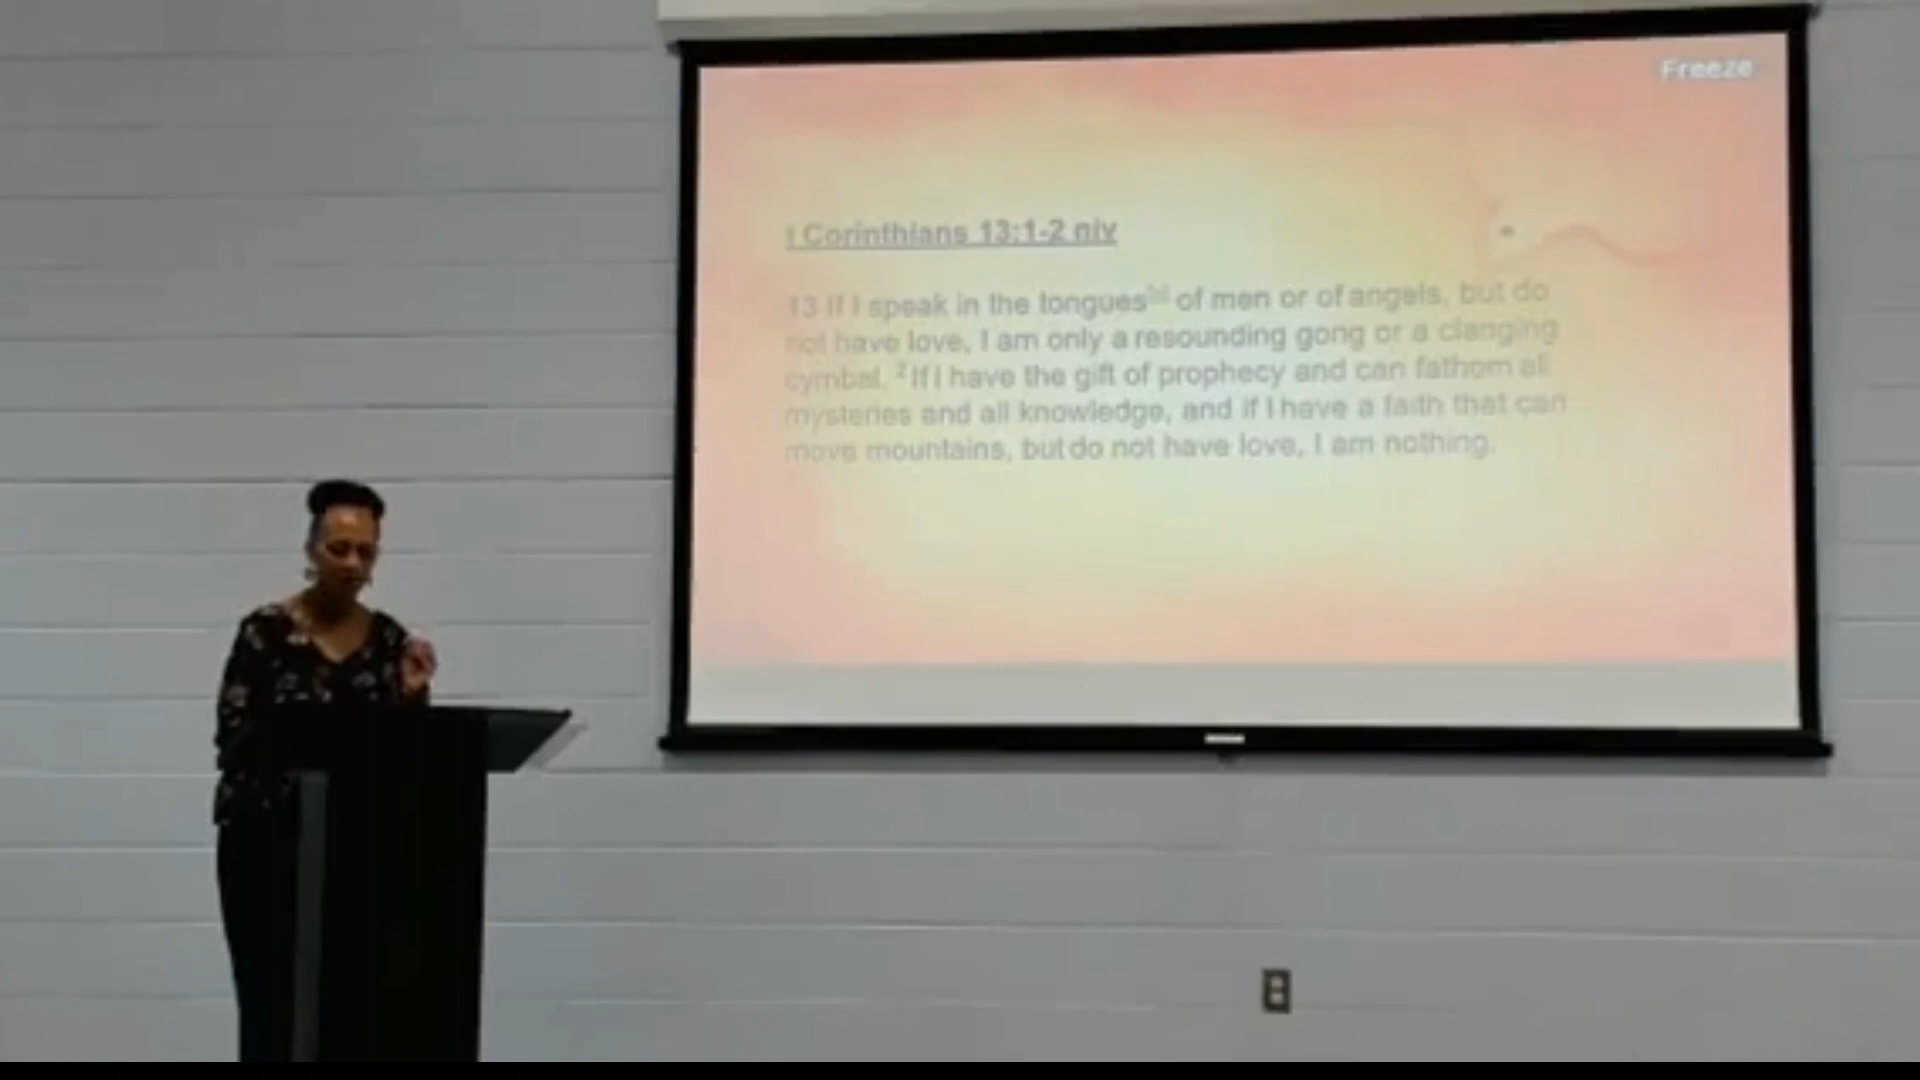 Freeze
I Corinthians 13:1-2 niv
13 If I speak in the tongues of men or of angels, but do
not have love, I am only a resounding gong or a clanging
cymbal. 2 If I have the gift of prophecy and can fathom all
mysteries and all knowledge, and if I have a faith that can
move mountains, but do not have love, I am nothing.